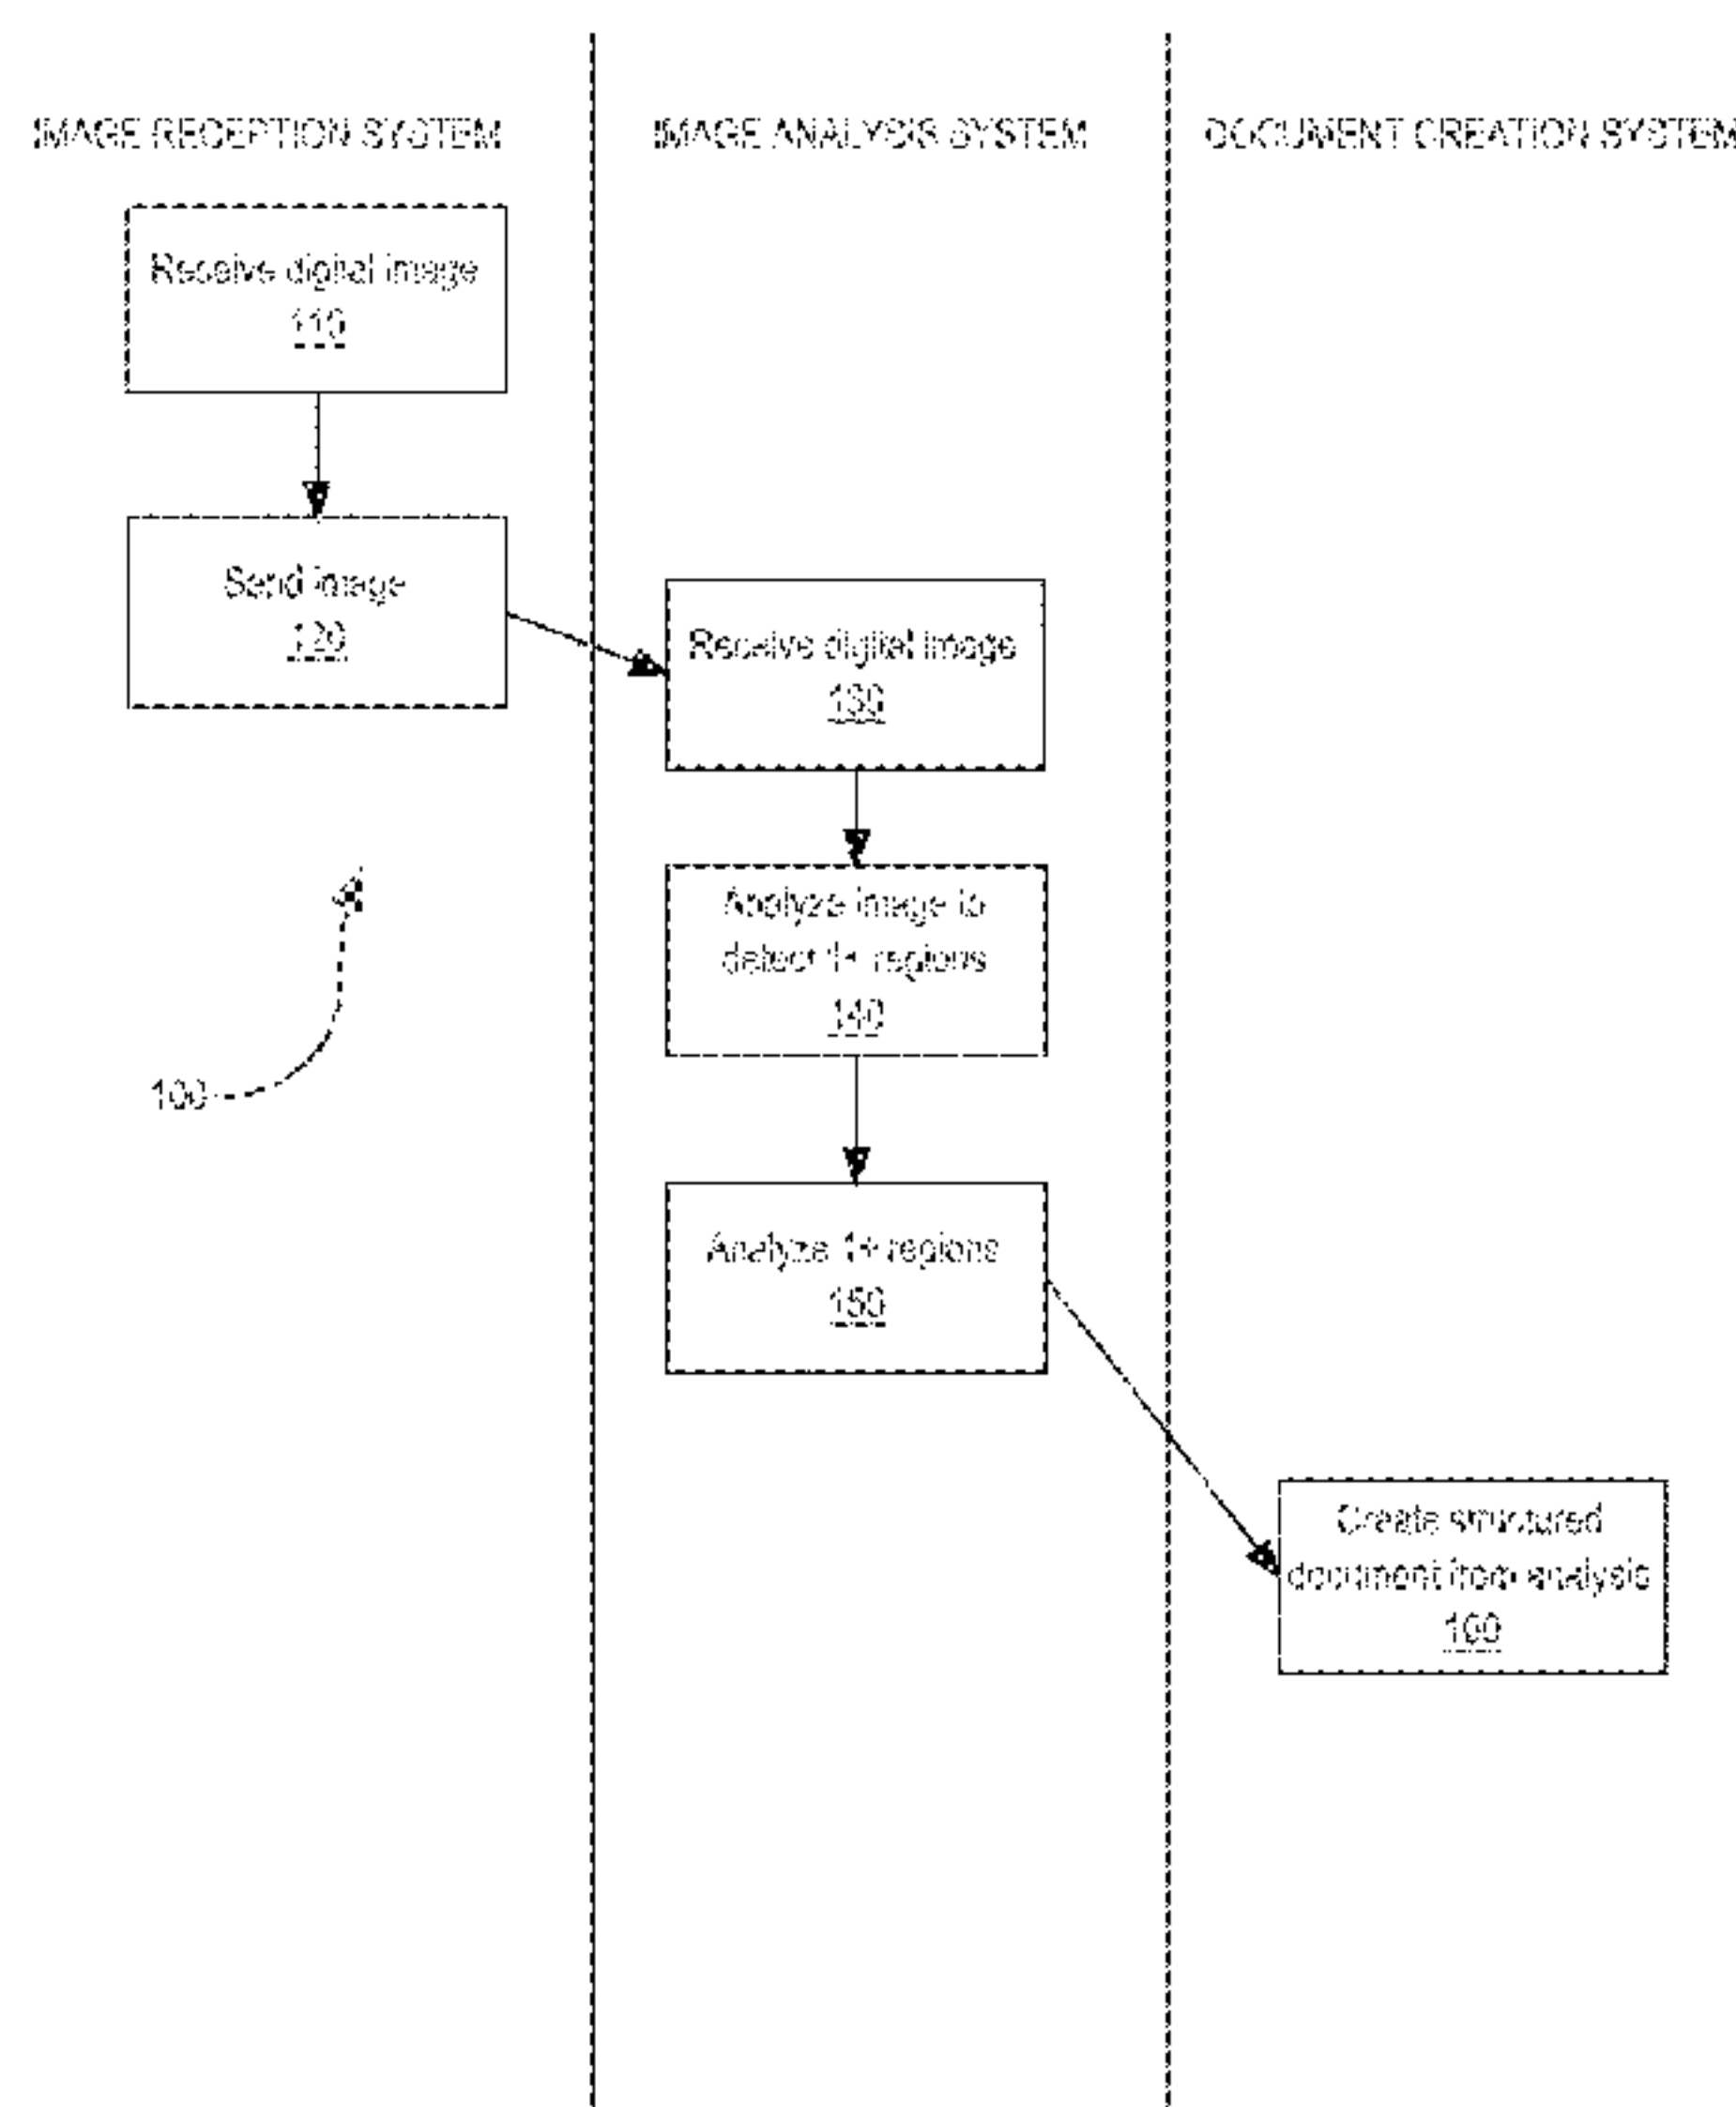 IMAGE RECEPTION SYSTEM
IMAGE ANALYSIS SYSTEM
DOCUMENT CREATION SYSTEM
Receive digital image
110
Send image
120
Receive digital image
130
Analyze image to
detect 1+ regions
140
100
Analyze 1+ regions
150
Create structured
document from analysis
160